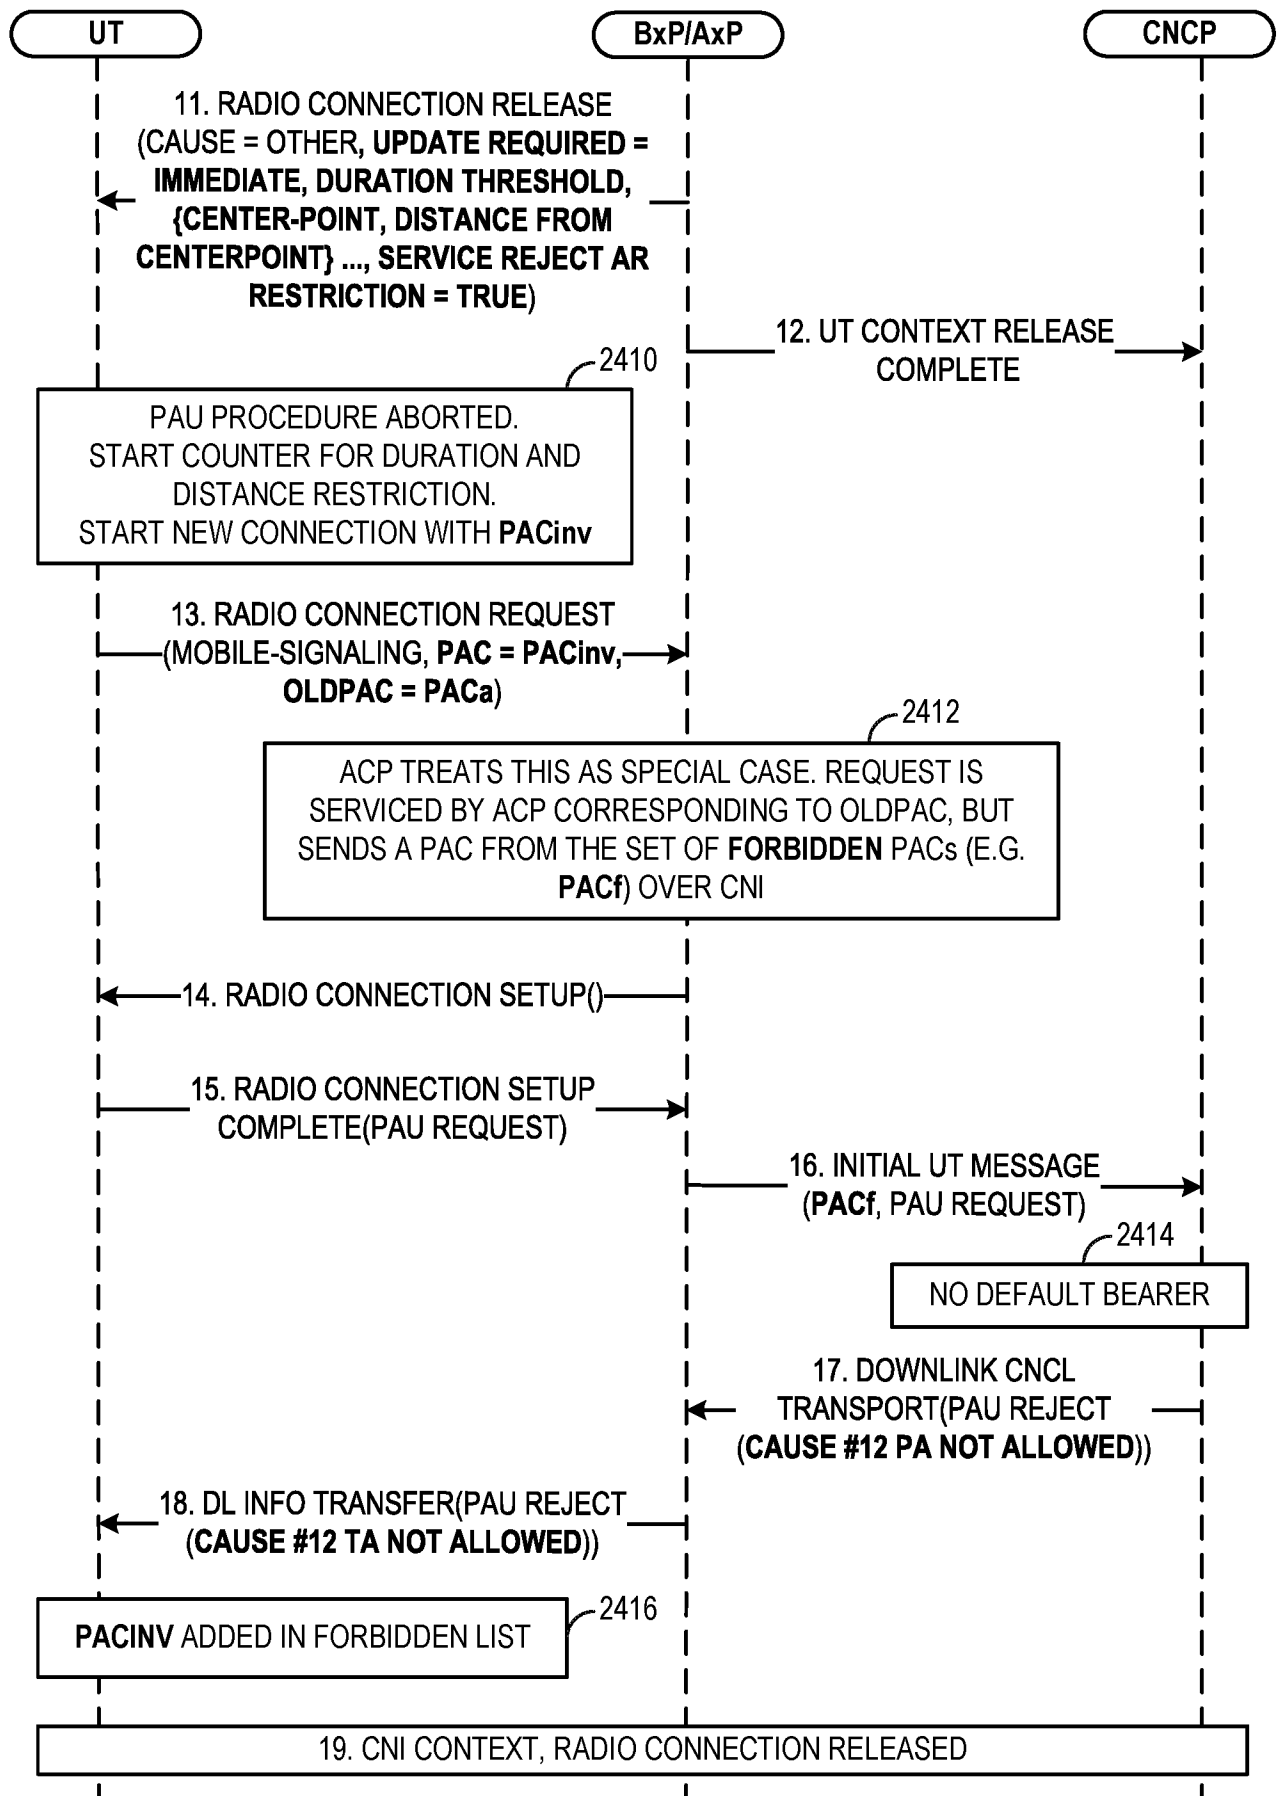 UT
BxP/AxP
CNCP
11. RADIO CONNECTION RELEASE
(CAUSE = OTHER, UPDATE REQUIRED =
IMMEDIATE, DURATION THRESHOLD,
{CENTER-POINT, DISTANCE FROM
CENTERPOINT} ..., SERVICE REJECT AR
RESTRICTION = TRUE)
12. UT CONTEXT RELEASE
COMPLETE
2410
PAU PROCEDURE ABORTED.
START COUNTER FOR DURATION AND
DISTANCE RESTRICTION.
START NEW CONNECTION WITH PACinv
13. RADIO CONNECTION REQUEST
(MOBILE-SIGNALING, PAC = PACinv,
OLDPAC = PACa)
2412
ACP TREATS THIS AS SPECIAL CASE. REQUEST IS
SERVICED BY ACP CORRESPONDING TO OLDPAC, BUT
SENDS A PAC FROM THE SET OF FORBIDDEN PACs (E.G.
PACf) OVER CNI
14. RADIO CONNECTION SETUP()
15. RADIO CONNECTION SETUP
COMPLETE(PAU REQUEST)
16. INITIAL UT MESSAGE
(PACf, PAU REQUEST)
2414
NO DEFAULT BEARER
17. DOWNLINK CNCL
TRANSPORT(PAU REJECT
(CAUSE #12 PA NOT ALLOWED))
18. DL INFO TRANSFER(PAU REJECT
(CAUSE #12 TA NOT ALLOWED))
2416
PACINV ADDED IN FORBIDDEN LIST
19. CNI CONTEXT, RADIO CONNECTION RELEASED